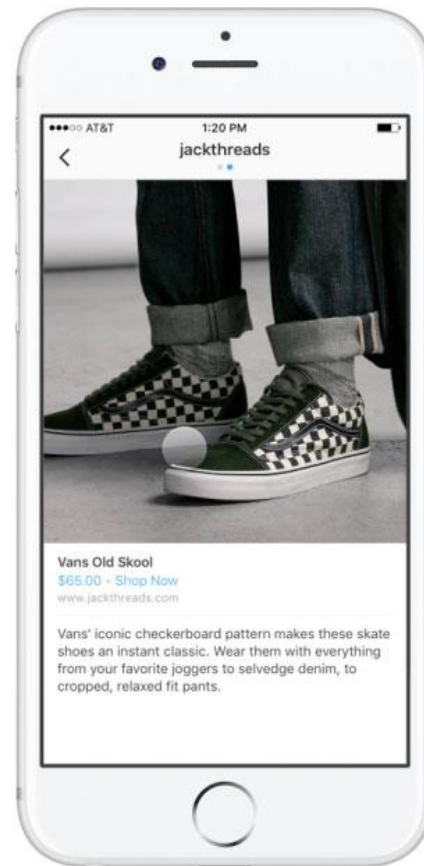 AT&T 1:20 PM
jackthreads
Vans Old Skool
$65.00 • Shop Now
www.jackthreads.com
Vans' iconic checkerboard pattern makes these skate
shoes an instant classic. Wear them with everything
from your favorite joggers to selvedge denim, to
cropped, relaxed fit pants.